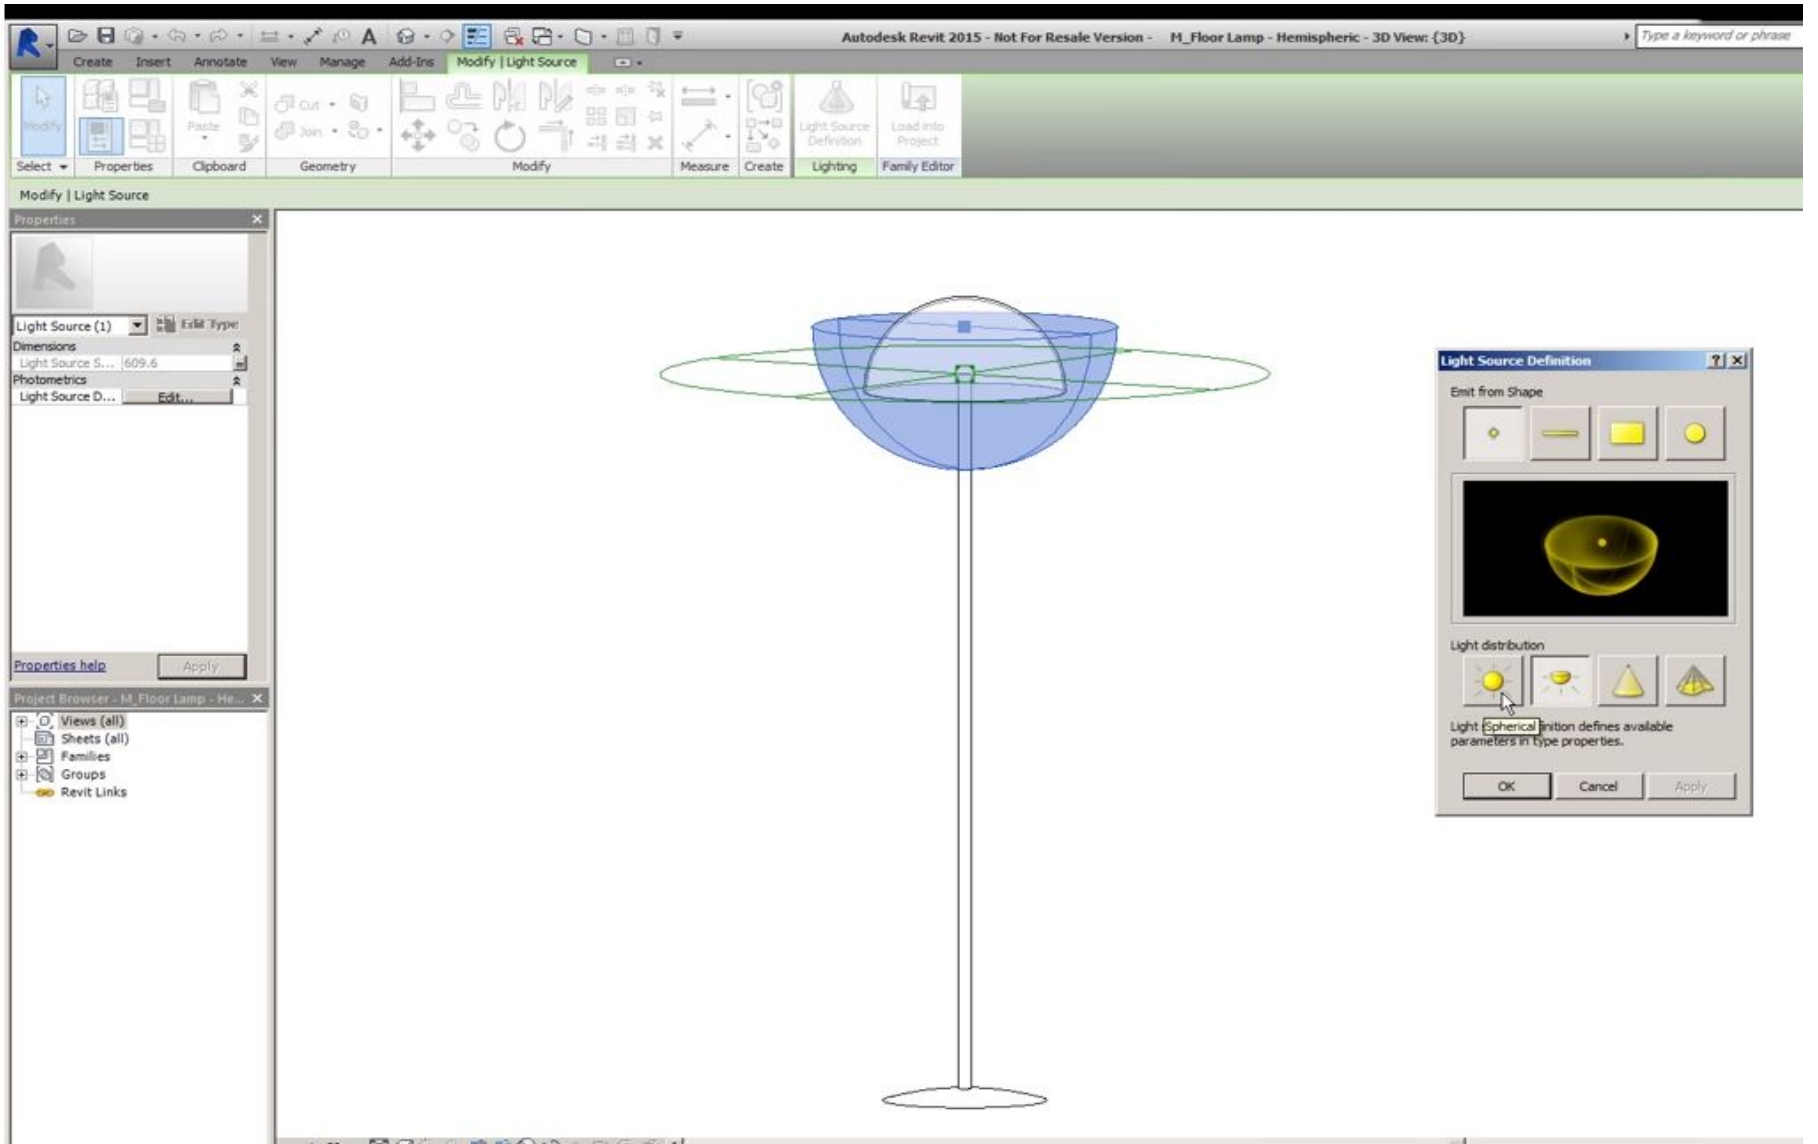 Autodesk Revit 2015 - Not For Resale Version - M_Floor Lamp - Hemispheric - 3D View: {3D}
Type a keyword or phrase
Create Insert Annotate View Manage Add-Ins Modify | Light Source
Modify
Paste
Cut
Join
Light Source Definition
Load into Project
Select Properties Clipboard Geometry Modify Measure Create Lighting Family Editor
Modify | Light Source
Properties
Light Source (1) Edit Type
Dimensions
Light Source S... 609.6
Photometrics
Light Source D... Edit...
Properties help Apply
Project Browser - M_Floor Lamp - He...
Views (all)
Sheets (all)
Families
Groups
Revit Links
Light Source Definition
Emit from Shape
Light distribution
Spherical
Light inition defines available
parameters in type properties.
OK Cancel Apply